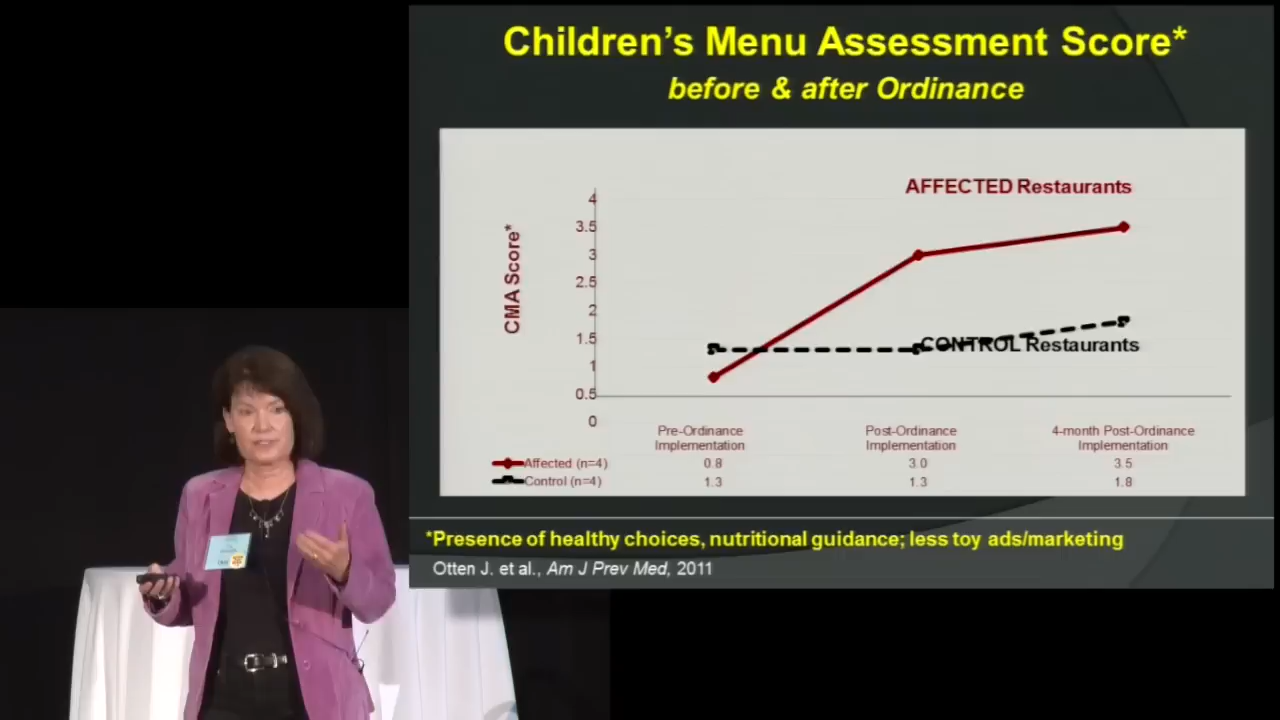 Children's Menu Assessment Score*
before & after Ordinance
AFFECTED Restaurants
CMA Score*
4
3.5
3
2.5
2
1.5
1
0.5
0
CONTROL Restaurants
Pre-Ordinance Implementation
Post-Ordinance Implementation
4-month Post-Ordinance Implementation
Affected (n=4) 0.8 3.0 3.5
Control (n=4) 1.3 1.3 1.8
*Presence of healthy choices, nutritional guidance; less toy ads/marketing
Otten J. et al., Am J Prev Med, 2011